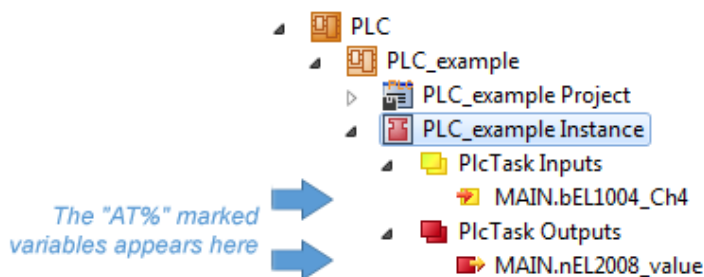 PLC
PLC_example
PLC_example Project
PLC_example Instance
PlcTask Inputs
MAIN.bEL1004_Ch4
PlcTask Outputs
MAIN.nEL2008_value
The "AT%" marked
variables appears here